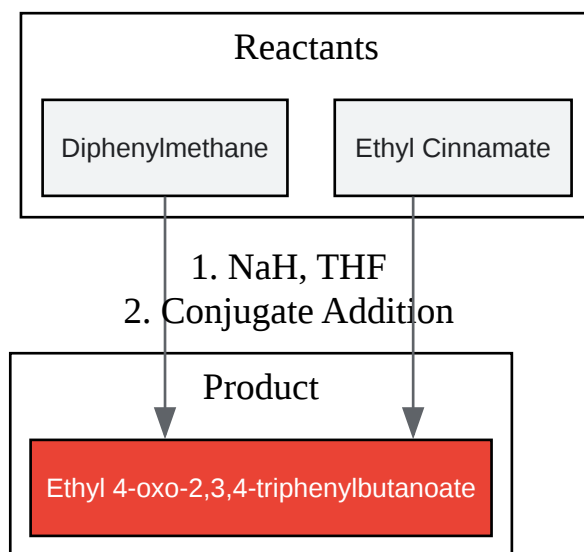 Reactants
Diphenylmethane
Ethyl Cinnamate
1. NaH, THF
2. Conjugate Addition
Product
Ethyl 4-oxo-2,3,4-triphenylbutanoate